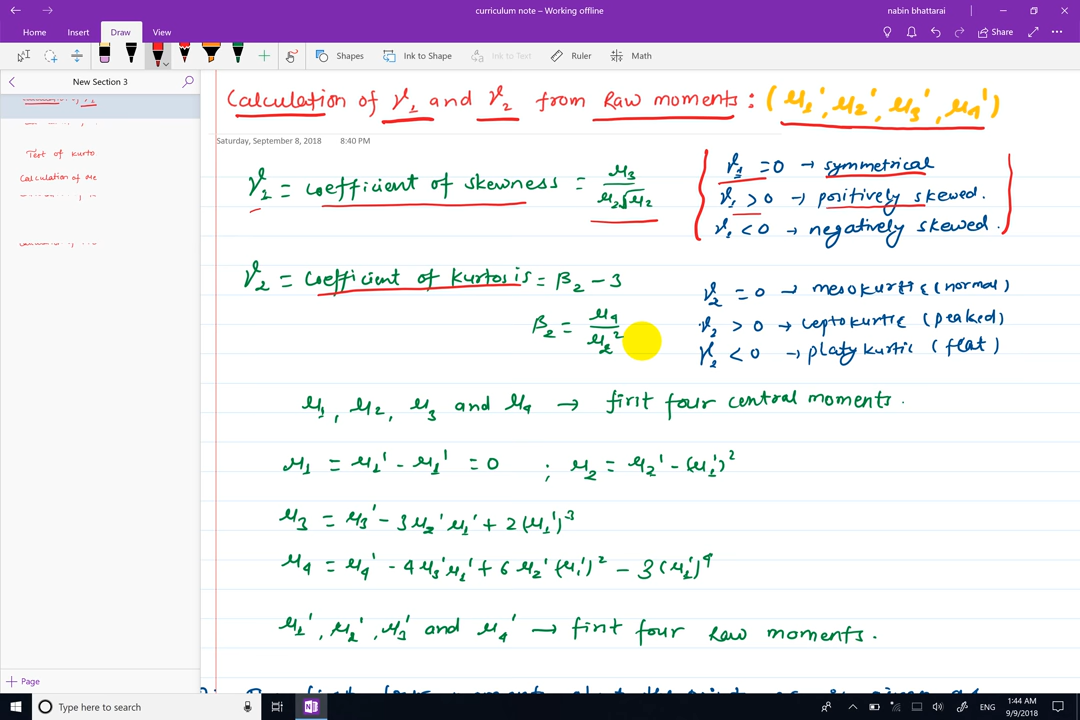 curriculum note – Working offline
nabin bhattarai
Home Insert Draw View
Share
Shapes Ink to Shape Ink to Text Ruler Math
New Section 3
Calculation of γ₁ and γ₂ from Raw moments : (μ₁', μ₂', μ₃', μ₄')
Saturday, September 8, 2018 8:40 PM
Test of Kurto
γ₂ = coefficient of skewness = μ₃ / μ₂√μ₂
γ₁ = 0 → symmetrical
γ₁ > 0 → positively skewed.
γ₁ < 0 → negatively skewed.
γ₂ = coefficient of Kurtosis = β₂ – 3
β₂ = μ₄ / μ₂²
γ₂ = 0 → mesokurtic (normal)
γ₂ > 0 → leptokurtic (peaked)
γ₂ < 0 → platykurtic (flat)
μ₁, μ₂, μ₃ and μ₄ → first four central moments.
μ₁ = μ₁' - μ₁' = 0 ; μ₂ = μ₂' - (μ₁')²
μ₃ = μ₃' - 3μ₂'μ₁' + 2(μ₁')³
μ₄ = μ₄' - 4μ₃'μ₁' + 6μ₂'(μ₁')² - 3(μ₁')⁴
μ₁', μ₂', μ₃' and μ₄' → first four Raw moments.
Page
Type here to search
ENG
1:44 AM
9/9/2018